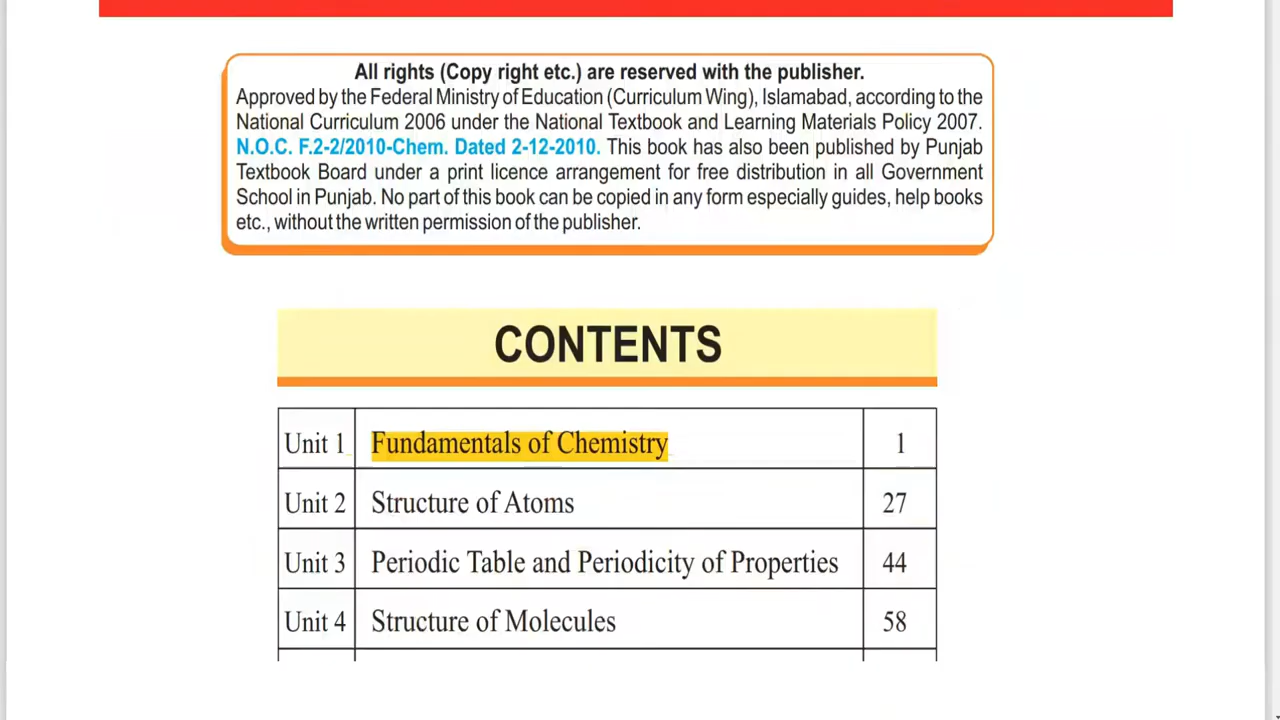 All rights (Copy right etc.) are reserved with the publisher.
Approved by the Federal Ministry of Education (Curriculum Wing), Islamabad, according to the
National Curriculum 2006 under the National Textbook and Learning Materials Policy 2007.
N.O.C. F.2-2/2010-Chem. Dated 2-12-2010. This book has also been published by Punjab
Textbook Board under a print licence arrangement for free distribution in all Government
School in Punjab. No part of this book can be copied in any form especially guides, help books
etc., without the written permission of the publisher.
CONTENTS
Unit 1 Fundamentals of Chemistry 1
Unit 2 Structure of Atoms 27
Unit 3 Periodic Table and Periodicity of Properties 44
Unit 4 Structure of Molecules 58